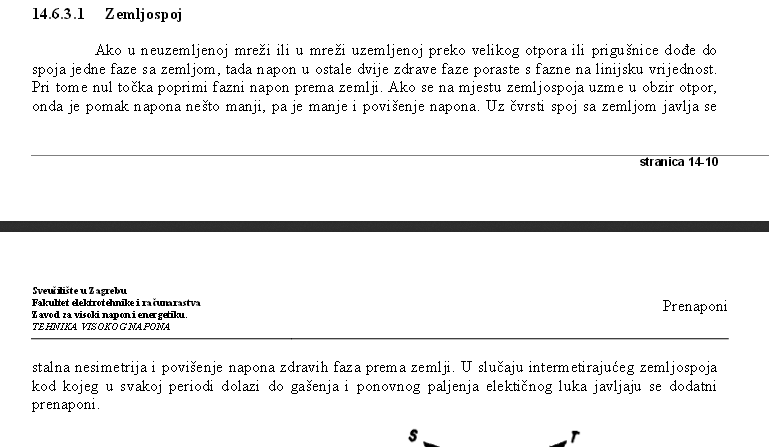 14.6.3.1 Zemljospoj
Ako u neuzemljenoj mreži ili u mreži uzemljenoj preko velikog otpora ili prigušnice dođe do
spoja jedne faze sa zemljom, tada napon u ostale dvije zdrave faze poraste s fazne na linijsku vrijednost.
Pri tome nul točka poprimi fazni napon prema zemlji. Ako se na mjestu zemljospoja uzme u obzir otpor,
onda je pomak napona nešto manji, pa je manje i povišenje napona. Uz čvrsti spoj sa zemljom javlja se
stranica 14-10
Sveučilište u Zagrebu
Fakultet elektrotehnike i računarastva
Zavod za visoki napon i energetiku.
TEHNIKA VISOKOG NAPONA
Prenaponi
stalna nesimetrija i povišenje napona zdravih faza prema zemlji. U slučaju intermetirajućeg zemljospoja
kod kojeg u svakoj periodi dolazi do gašenja i ponovnog paljenja elektičnog luka javljaju se dodatni
prenaponi.
S T